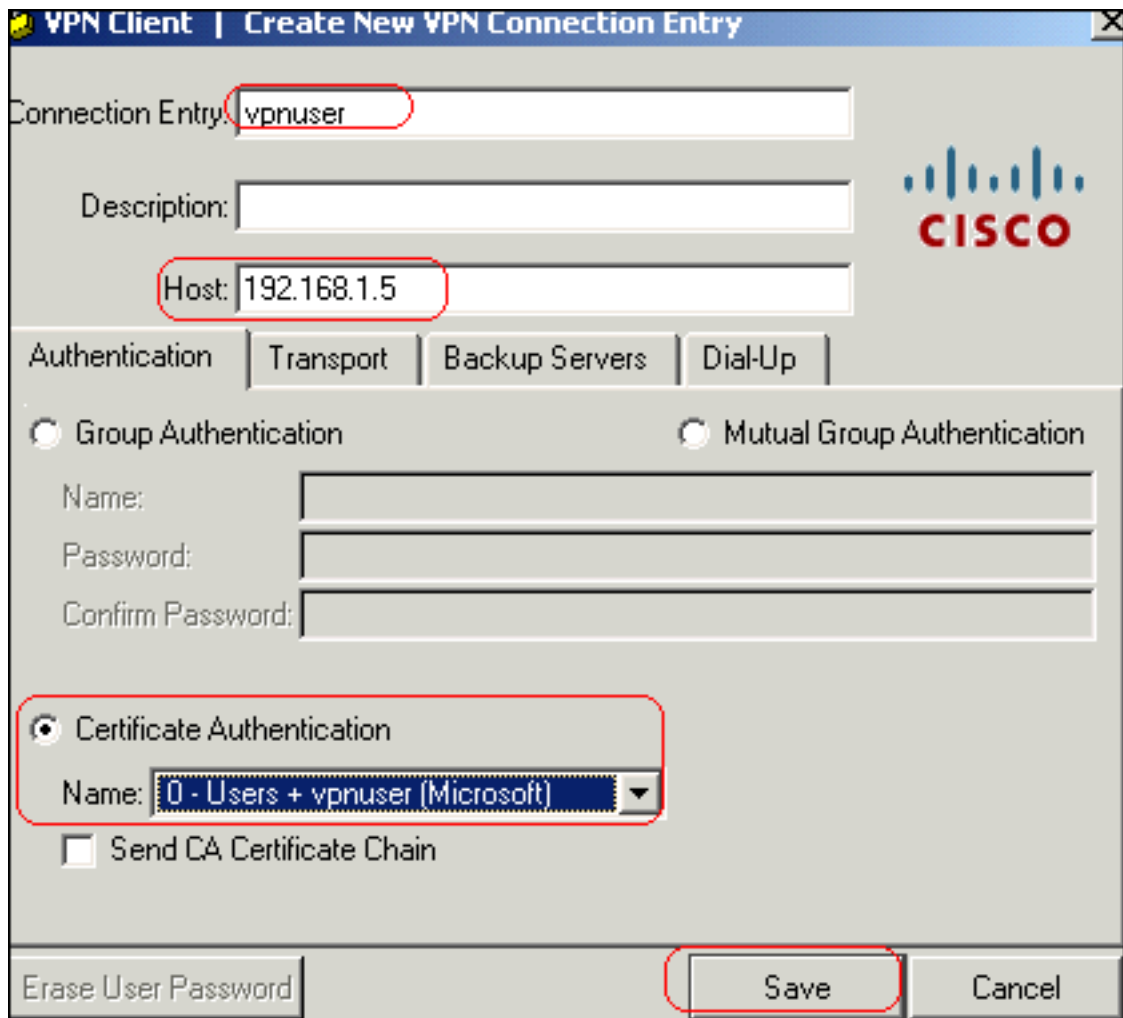 VPN Client | Create New VPN Connection Entry
Connection Entry: vpnuser
Description:
CISCO
Host: 192.168.1.5
Authentication Transport Backup Servers Dial-Up
Group Authentication Mutual Group Authentication
Name:
Password:
Confirm Password:
Certificate Authentication
Name: 0 - Users + vpnuser (Microsoft)
Send CA Certificate Chain
Erase User Password Save Cancel